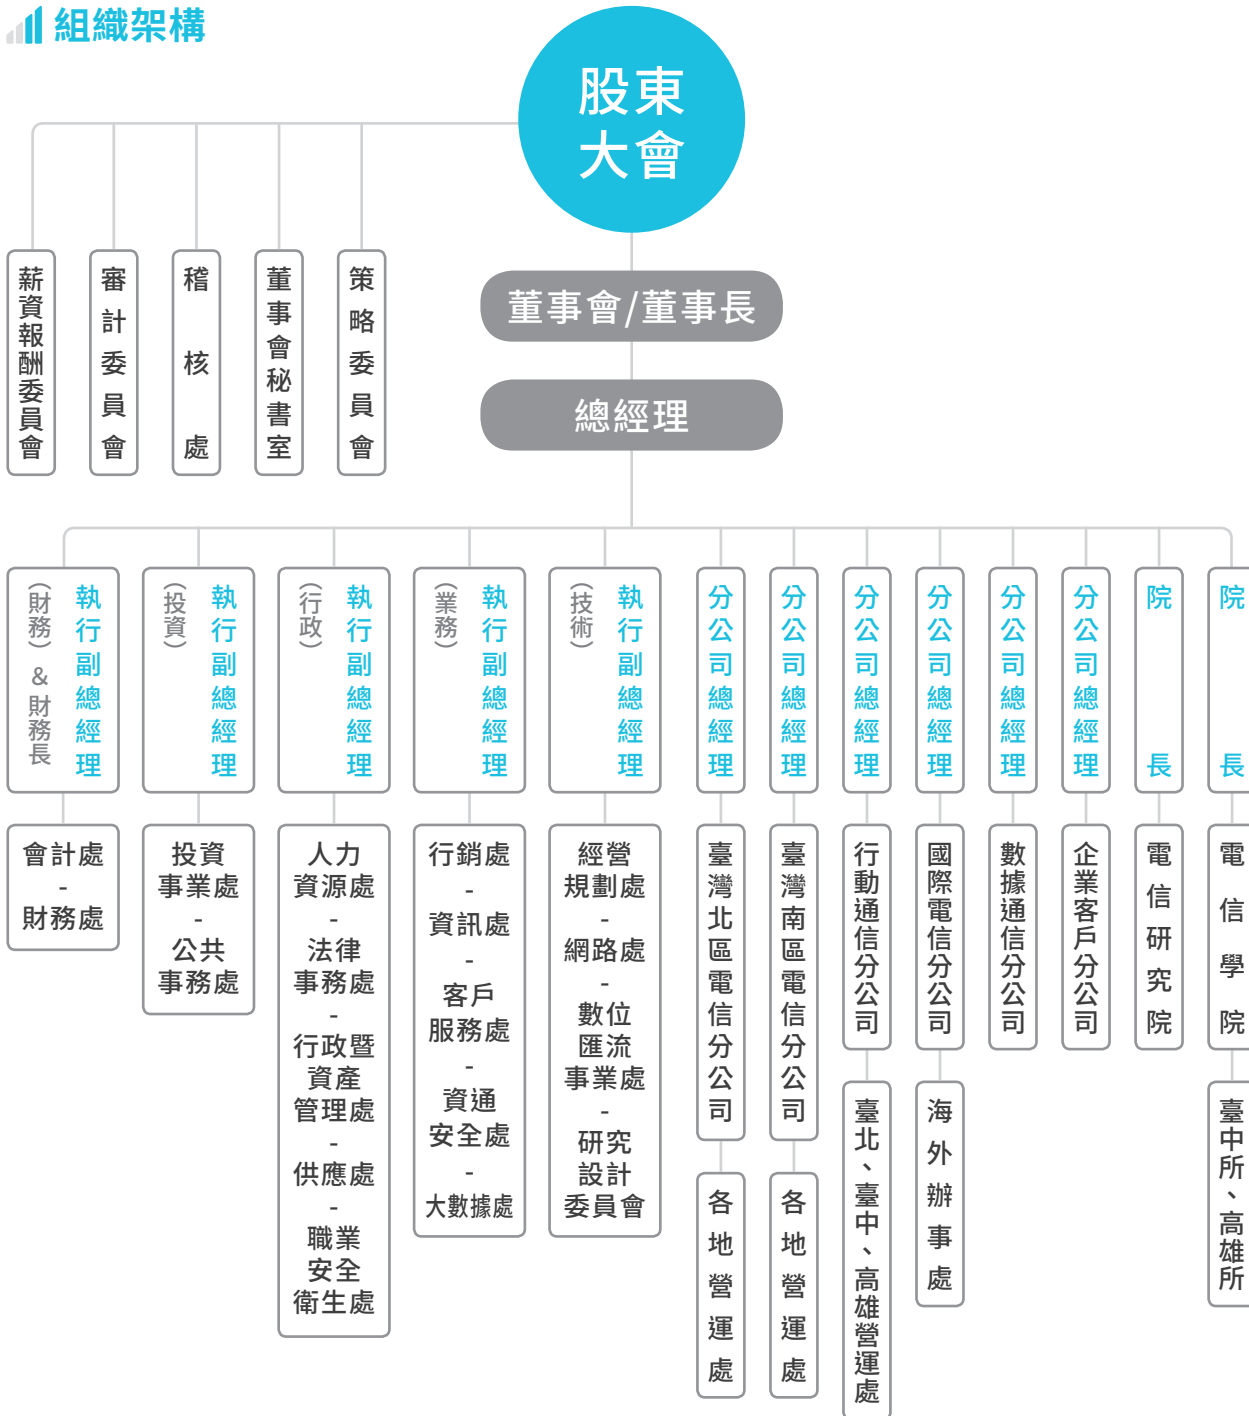 組織架構
股東
大會
薪資報酬委員會
審計委員會
稽核處
董事會秘書室
策略委員會
董事會/董事長
總經理
執行副總經理
(財務) & 財務長
執行副總經理
(投資)
執行副總經理
(行政)
執行副總經理
(業務)
執行副總經理
(技術)
分公司總經理
分公司總經理
分公司總經理
分公司總經理
分公司總經理
分公司總經理
院長
院長
會計處
-
財務處
投資
事業處
-
公共
事務處
人力
資源處
-
法律
事務處
-
行政暨
資產
管理處
-
供應處
-
職業
安全
衛生處
行銷處
-
資訊處
-
客戶
服務處
-
資通
安全處
-
大數據處
經營
規劃處
-
網路處
-
數位
匯流
事業處
-
研究
設計
委員會
臺灣北區電信分公司
臺灣南區電信分公司
行動通信分公司
國際電信分公司
數據通信分公司
企業客戶分公司
電信研究院
電信學院
各地營運處
各地營運處
臺北、臺中、高雄營運處
海外辦事處
臺中所、高雄所